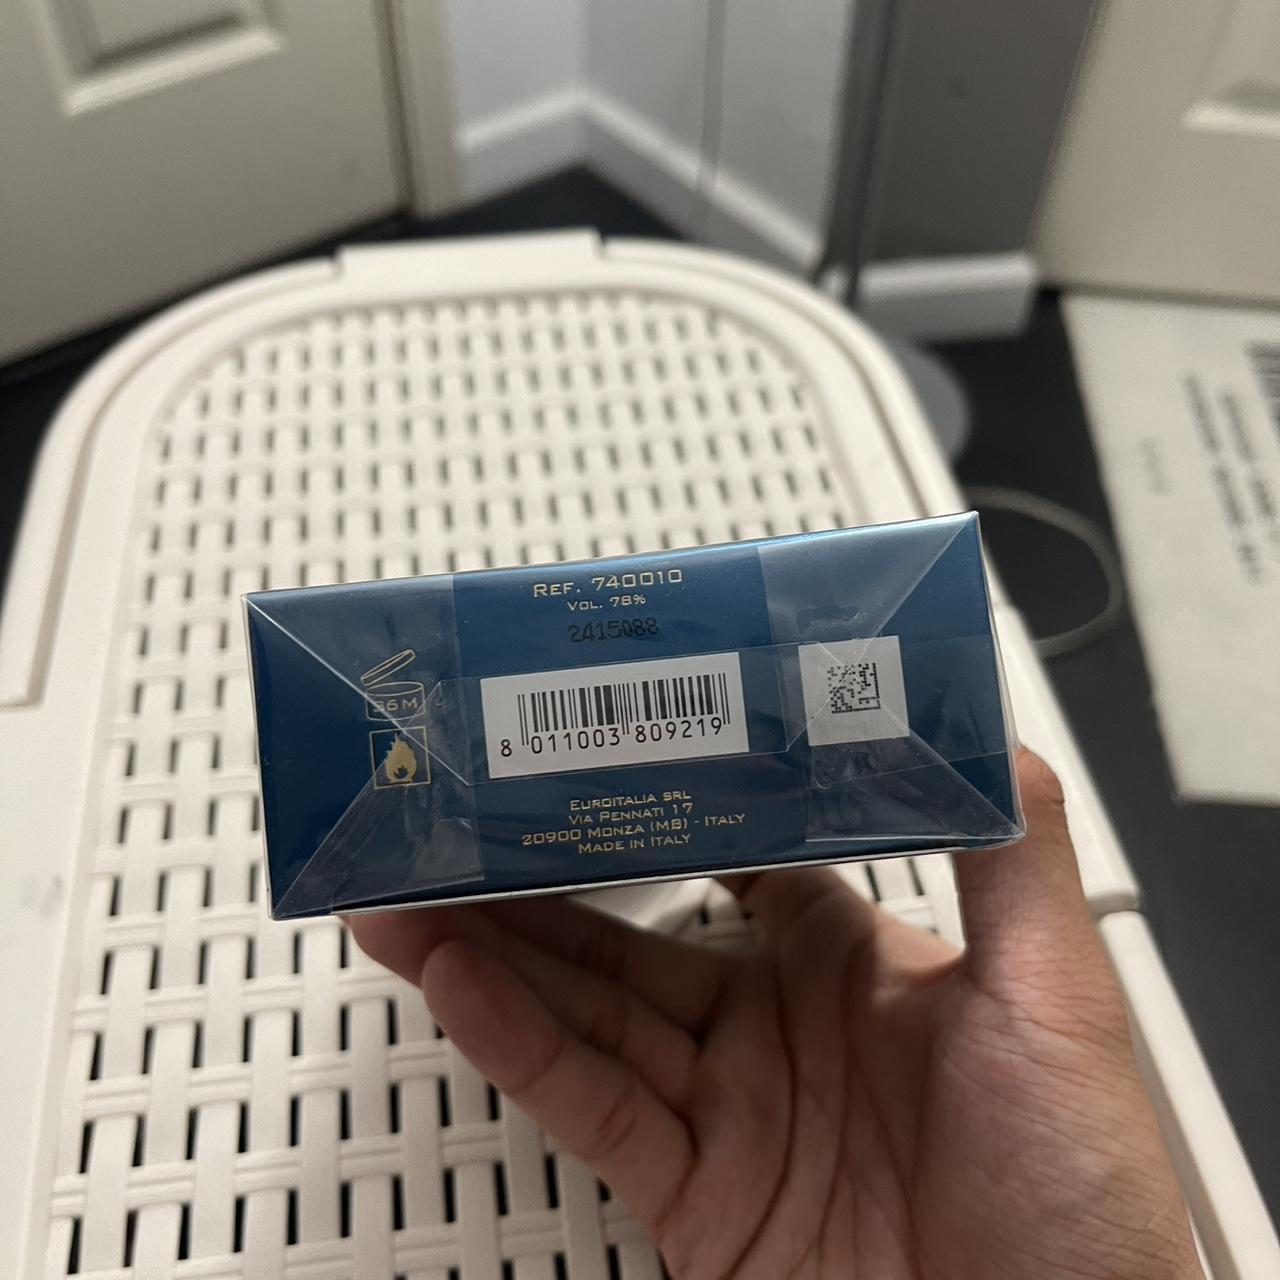 REF. 740010
VOL. 78%
2415088
36 M
8 011003 809219
EUROITALIA SRL
VIA PENNATI 17
20900 MONZA (MB) - ITALY
MADE IN ITALY